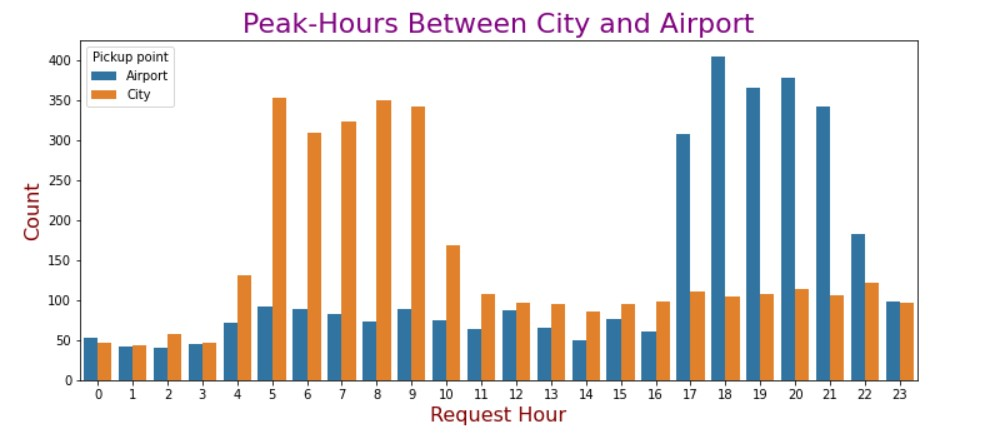 Peak-Hours Between City and Airport
Pickup point
Airport
City
400
350
300
250
200
150
100
50
0
Count
0 1 2 3 4 5 6 7 8 9 10 11 12 13 14 15 16 17 18 19 20 21 22 23
Request Hour